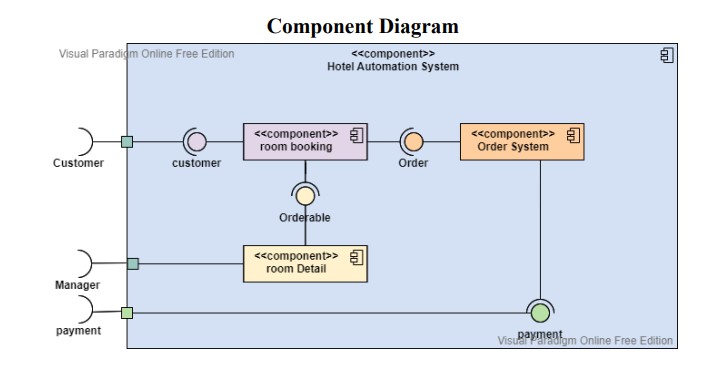 Component Diagram
Visual Paradigm Online Free Edition
<<component>>
Hotel Automation System
<<component>>
room booking
<<component>>
Order System
Customer
customer
Order
Orderable
<<component>>
room Detail
Manager
payment
payment
Visual Paradigm Online Free Edition